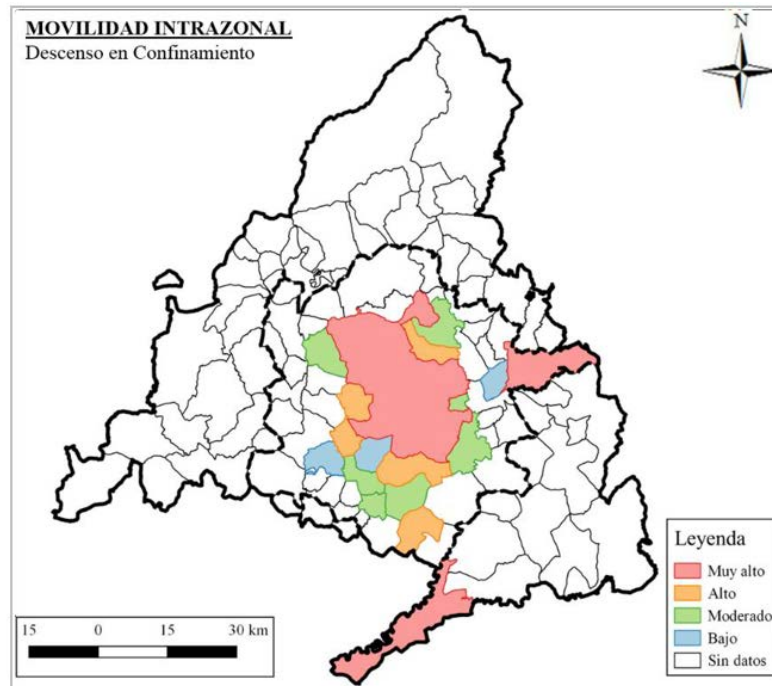 MOVILIDAD INTRAZONAL
Descenso en Confinamiento
N
Leyenda
Muy alto
Alto
Moderado
Bajo
Sin datos
15 0 15 30 km